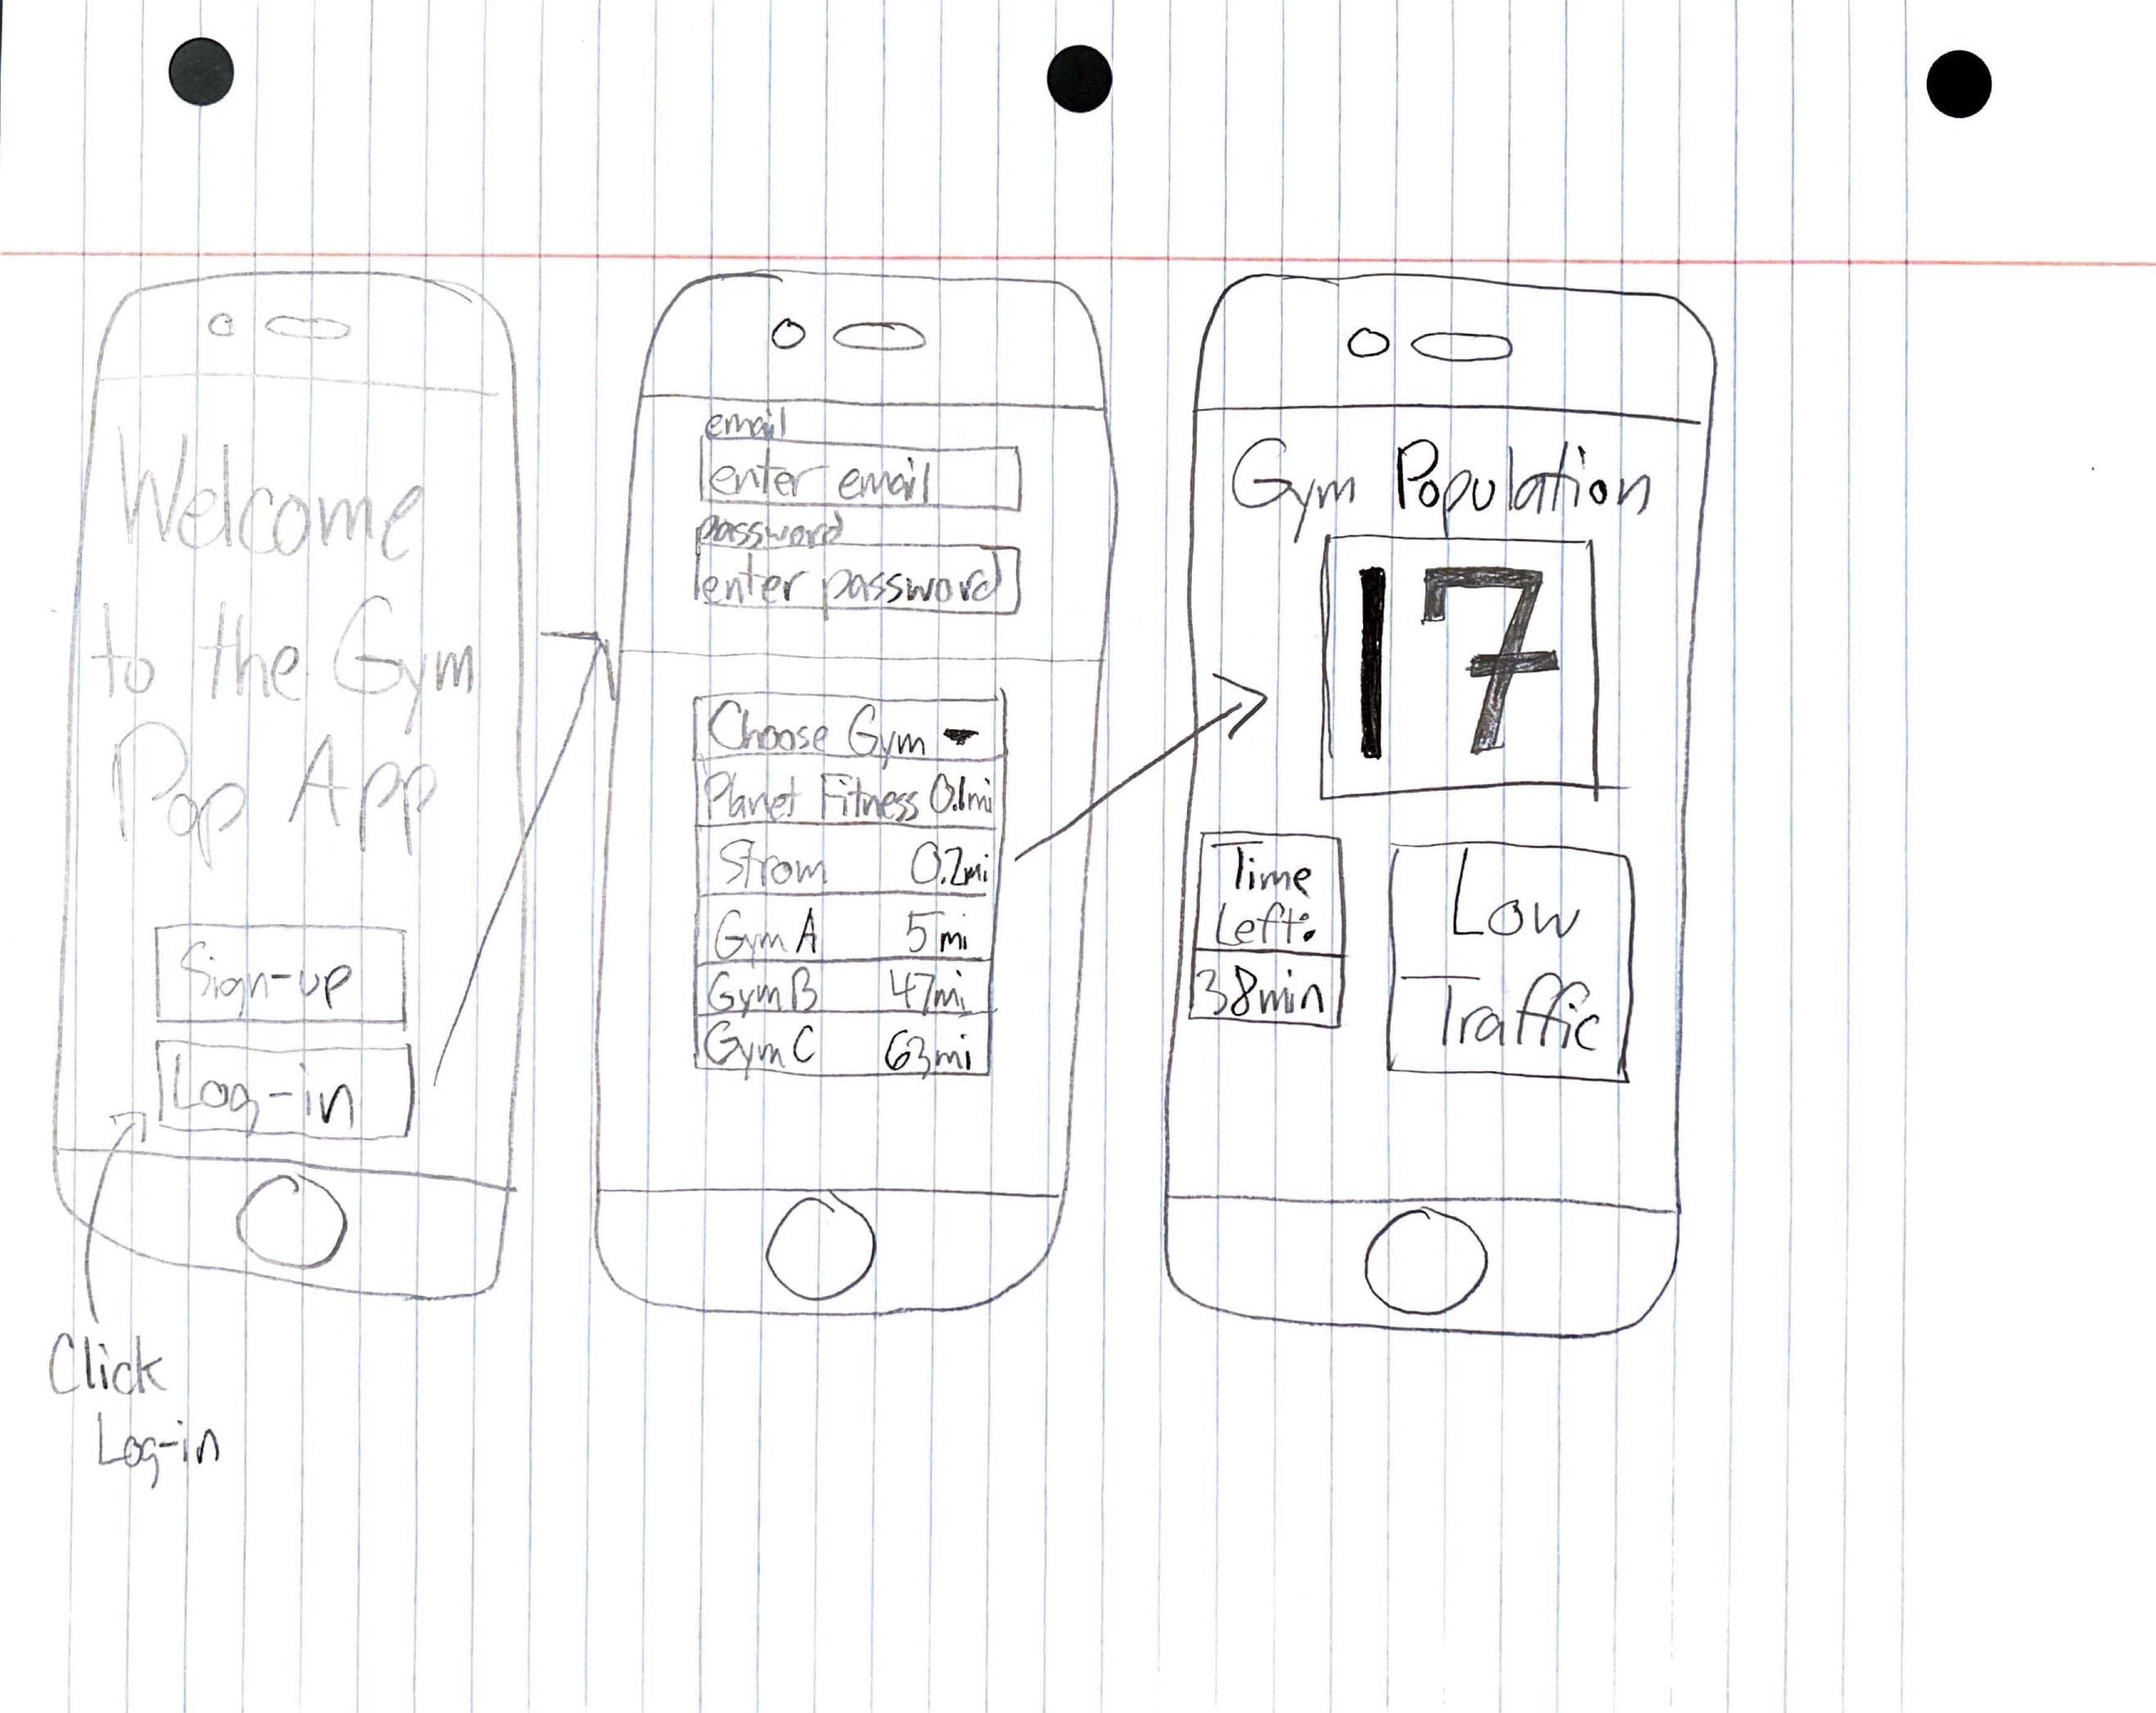 Welcome
to the Gym
Pop App
Sign-up
Log-in
Click
Log-in
email
enter email
password
enter password
Choose Gym
Planet Fitness 0.1mi
Strom 0.2mi
Gym A 5mi
Gym B 47mi
Gym C 63mi
Gym Population
17
Time
Left:
38min
Low
Traffic